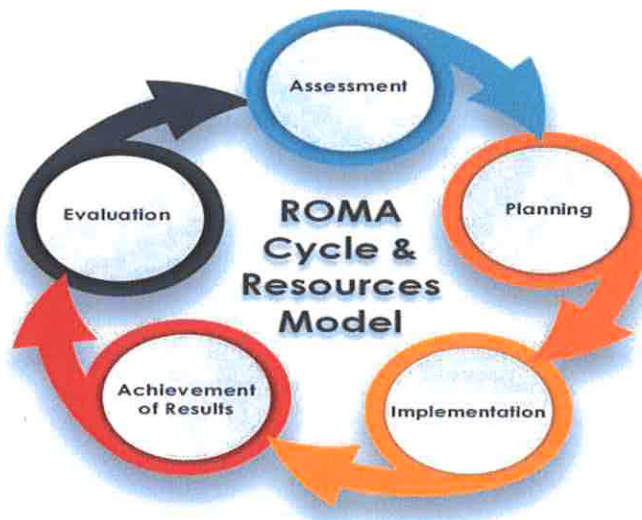 Assessment
Planning
Implementation
Achievement
of Results
Evaluation
ROMA
Cycle &
Resources
Model